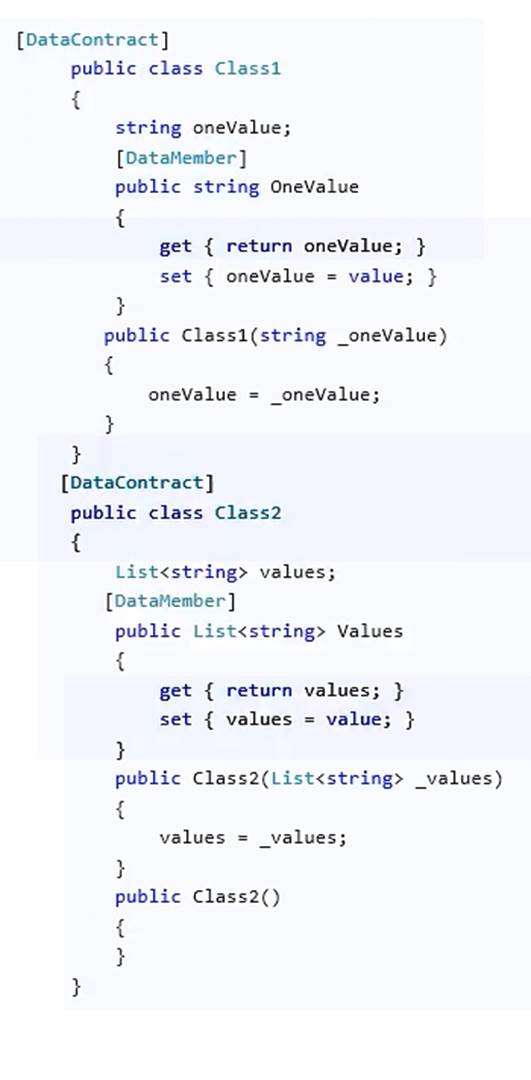 [DataContract]
public class Class1
{
string oneValue;
[DataMember]
public string OneValue
{
get { return oneValue; }
set { oneValue = value; }
}
public Class1(string _oneValue)
{
oneValue = _oneValue;
}
}
[DataContract]
public class Class2
{
List<string> values;
[DataMember]
public List<string> Values
{
get { return values; }
set { values = value; }
}
public Class2(List<string> _values)
{
values = _values;
}
public Class2()
{
}
}